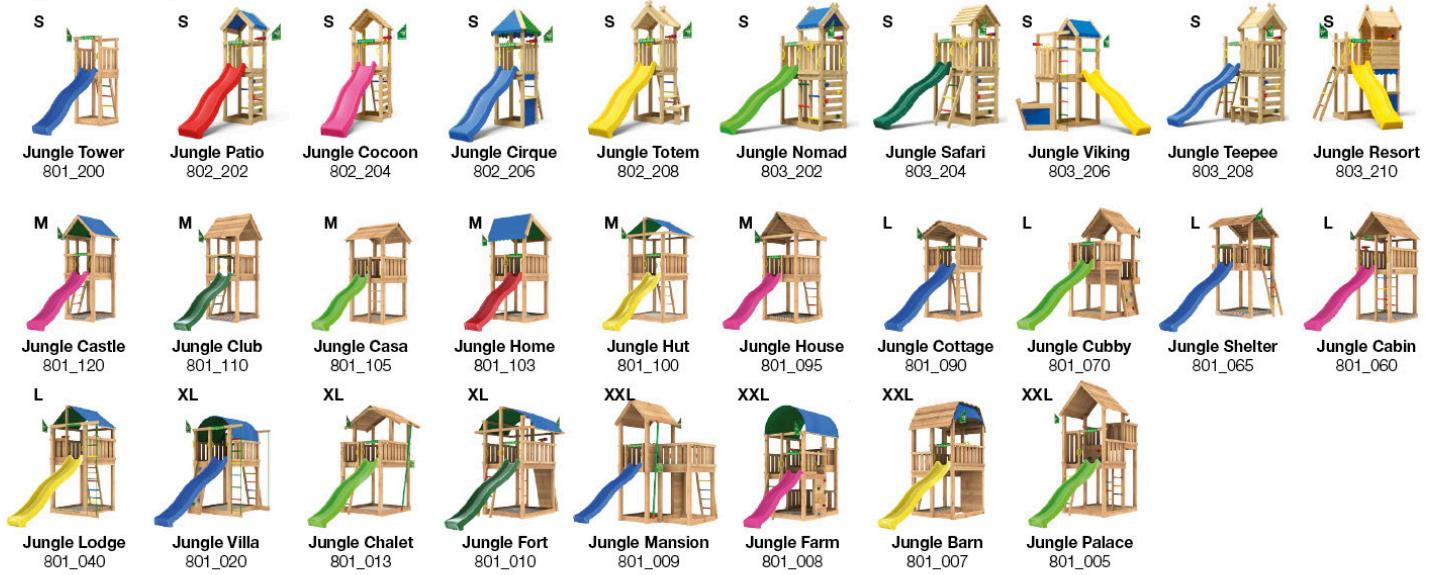 S S S S S S S S S S
Jungle Tower Jungle Patio Jungle Cocoon Jungle Cirque Jungle Totem Jungle Nomad Jungle Safari Jungle Viking Jungle Teepee Jungle Resort
801_200 802_202 802_204 802_206 802_208 803_202 803_204 803_206 803_208 803_210
M M M M M M L L L L
Jungle Castle Jungle Club Jungle Casa Jungle Home Jungle Hut Jungle House Jungle Cottage Jungle Cubby Jungle Shelter Jungle Cabin
801_120 801_110 801_105 801_103 801_100 801_095 801_090 801_070 801_065 801_060
L XL XL XL XXL XXL XXL XXL
Jungle Lodge Jungle Villa Jungle Chalet Jungle Fort Jungle Mansion Jungle Farm Jungle Barn Jungle Palace
801_040 801_020 801_013 801_010 801_009 801_008 801_007 801_005